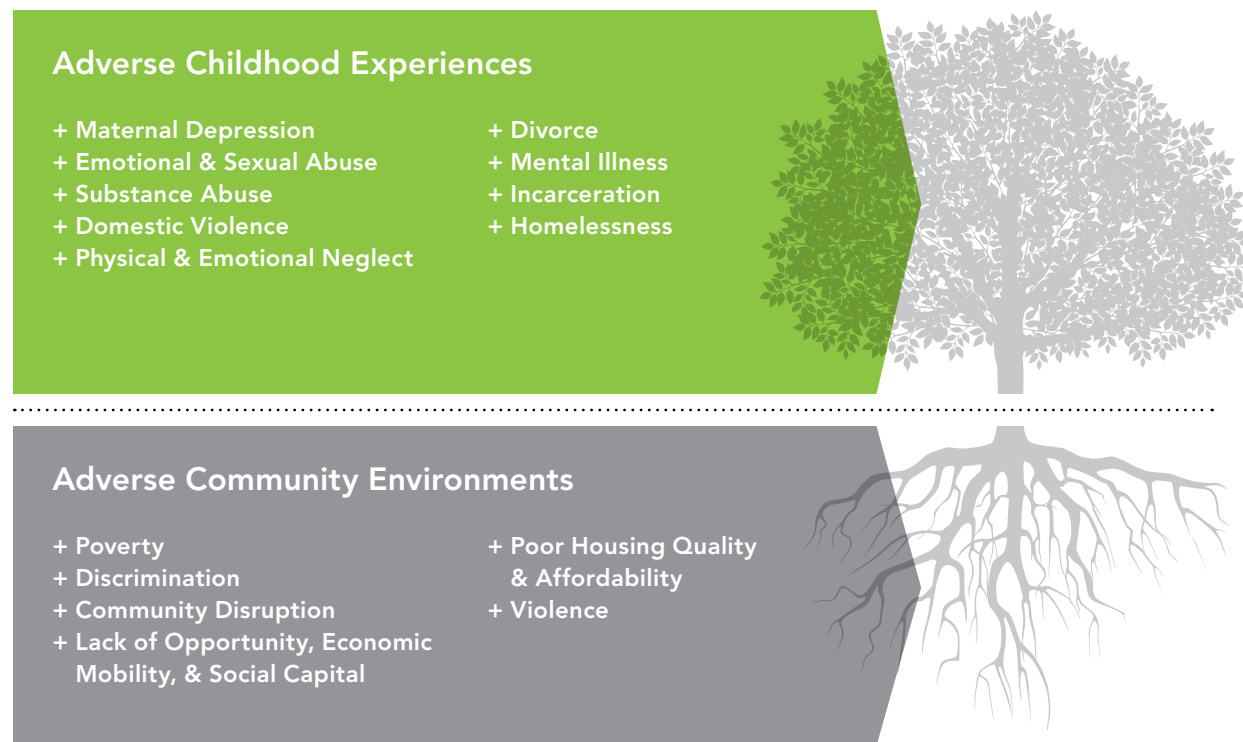 Adverse Childhood Experiences
+ Maternal Depression
+ Emotional & Sexual Abuse
+ Substance Abuse
+ Domestic Violence
+ Physical & Emotional Neglect
+ Divorce
+ Mental Illness
+ Incarceration
+ Homelessness
Adverse Community Environments
+ Poverty
+ Discrimination
+ Community Disruption
+ Lack of Opportunity, Economic
Mobility, & Social Capital
+ Poor Housing Quality
& Affordability
+ Violence